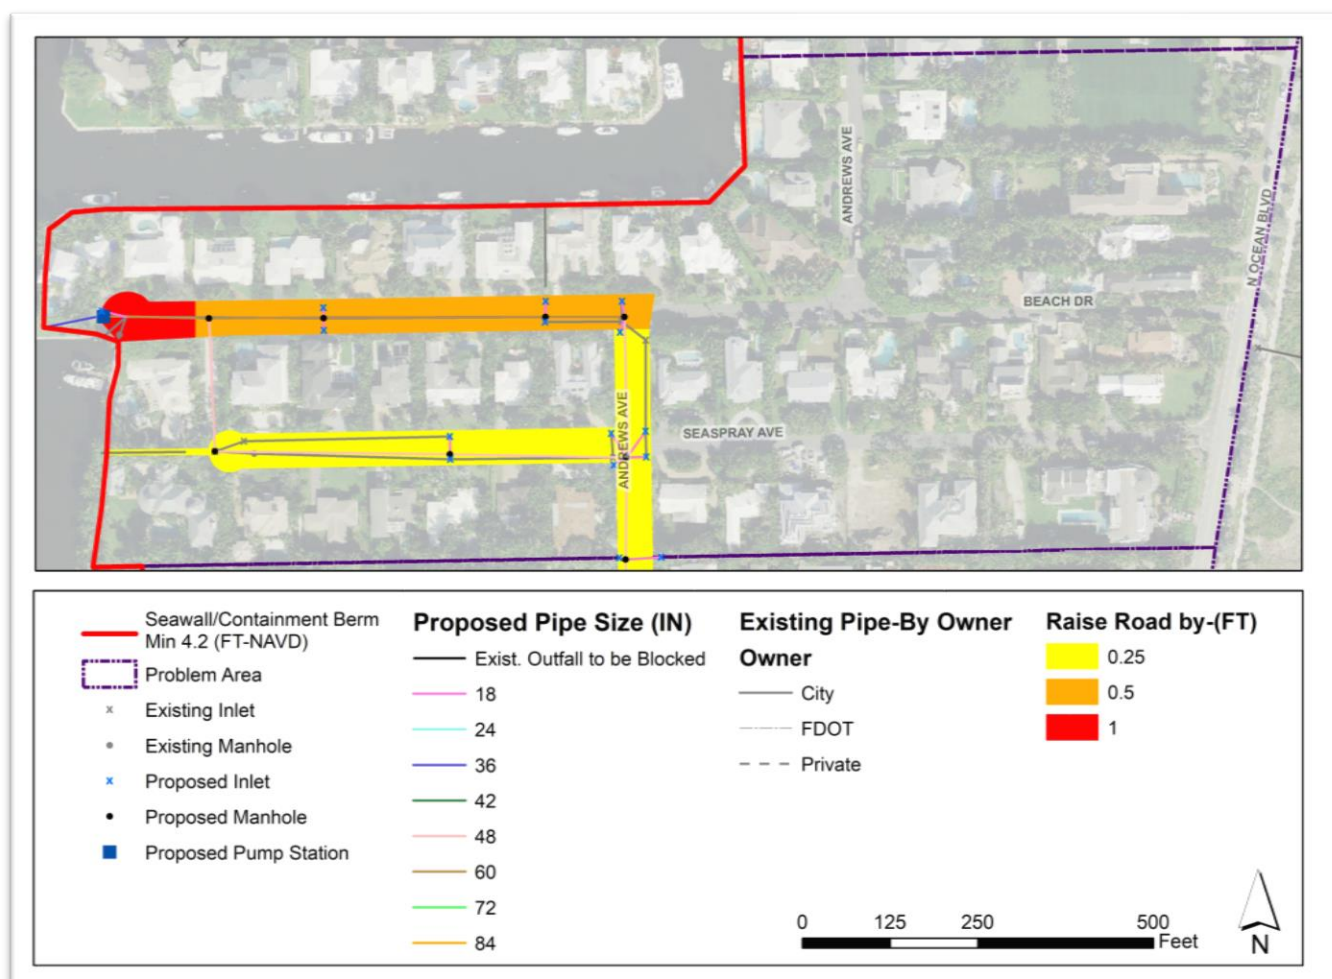 ANDREWS AVE
N OCEAN BLVD
BEACH DR
ANDREWS AVE
SEASPRAY AVE
Seawall/Containment Berm
Min 4.2 (FT-NAVD)
Problem Area
Existing Inlet
Existing Manhole
Proposed Inlet
Proposed Manhole
Proposed Pump Station
Proposed Pipe Size (IN)
Exist. Outfall to be Blocked
18
24
36
42
48
60
72
84
Existing Pipe-By Owner
Owner
City
FDOT
Private
Raise Road by-(FT)
0.25
0.5
1
0 125 250 500
Feet
N